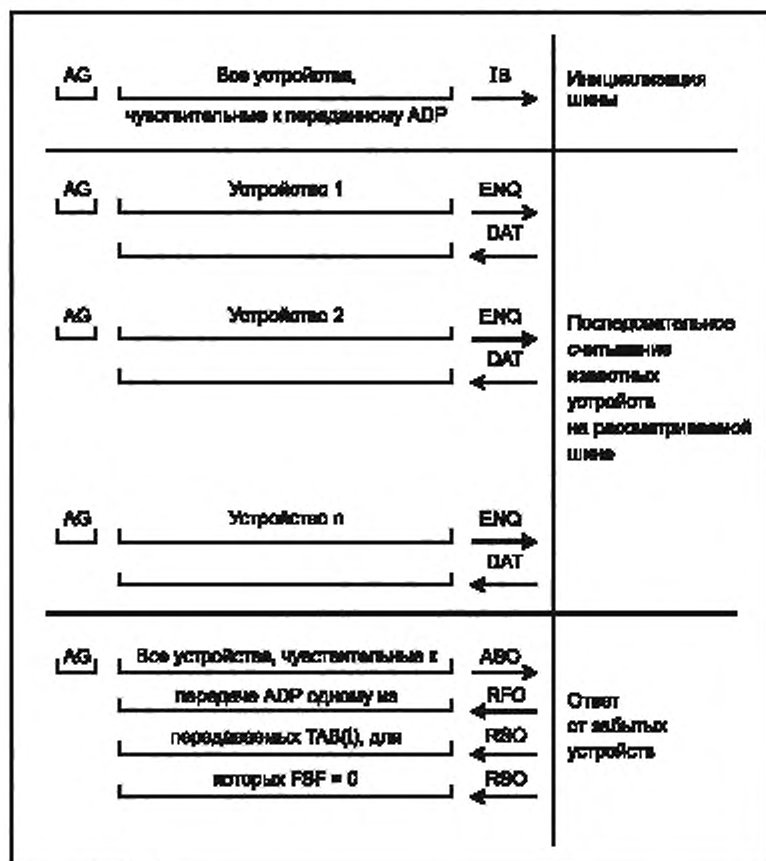 AG
Все устройства,
чувствительные к переданному ADP
IB
Инициализация
шины
AG
Устройство 1
ENQ
DAT
AG
Устройство 2
ENQ
DAT
Последовательное
считывание
известных
устройств
на рассматриваемой
шине
AG
Устройство n
ENQ
DAT
AG
Все устройства, чувствительные к
ASO
передаче ADP одному из
RFO
передаваемых TAB(i), для
RSO
которых FSF = 0
RSO
Ответ
от забытых
устройств